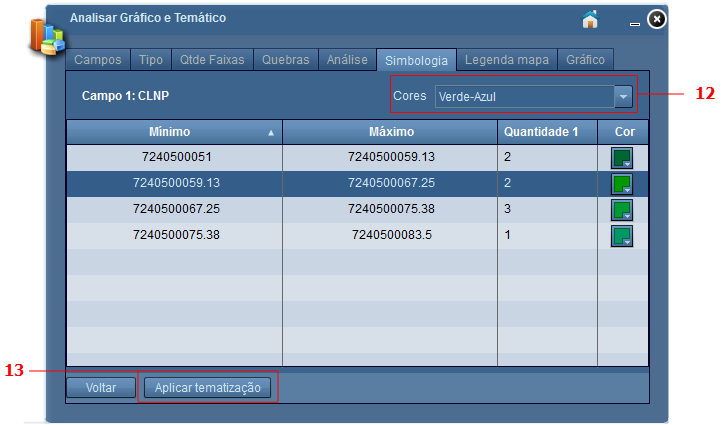 Analisar Gráfico e Temático
Campos Tipo Qtde Faixas Quebras Análise Simbologia Legenda mapa Gráfico
Campo 1: CLNP Cores Verde-Azul 12
Mínimo Máximo Quantidade 1 Cor
7240500051 7240500059.13 2
7240500059.13 7240500067.25 2
7240500067.25 7240500075.38 3
7240500075.38 7240500083.5 1
13
Voltar Aplicar tematização